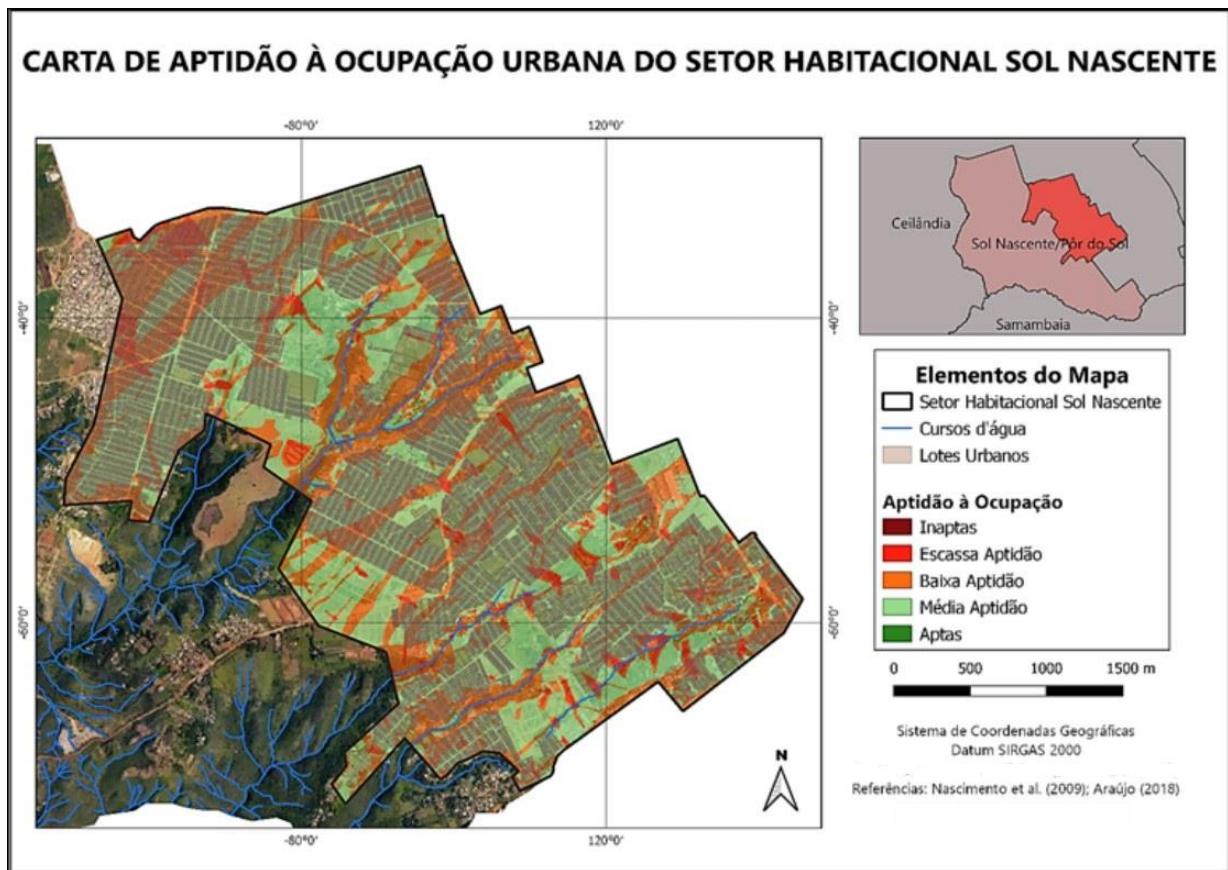 CARTA DE APTIDÃO À OCUPAÇÃO URBANA DO SETOR HABITACIONAL SOL NASCENTE
-80°0'
120°0'
-40°0'
-40°0'
-60°0'
-60°0'
-80°0'
120°0'
N
Ceilândia
Sol Nascente/Pôr do Sol
Samambaia
Elementos do Mapa
Setor Habitacional Sol Nascente
Cursos d'água
Lotes Urbanos
Aptidão à Ocupação
Inaptas
Escassa Aptidão
Baixa Aptidão
Média Aptidão
Aptas
0 500 1000 1500 m
Sistema de Coordenadas Geográficas
Datum SIRGAS 2000
Referências: Nascimento et al. (2009); Araújo (2018)